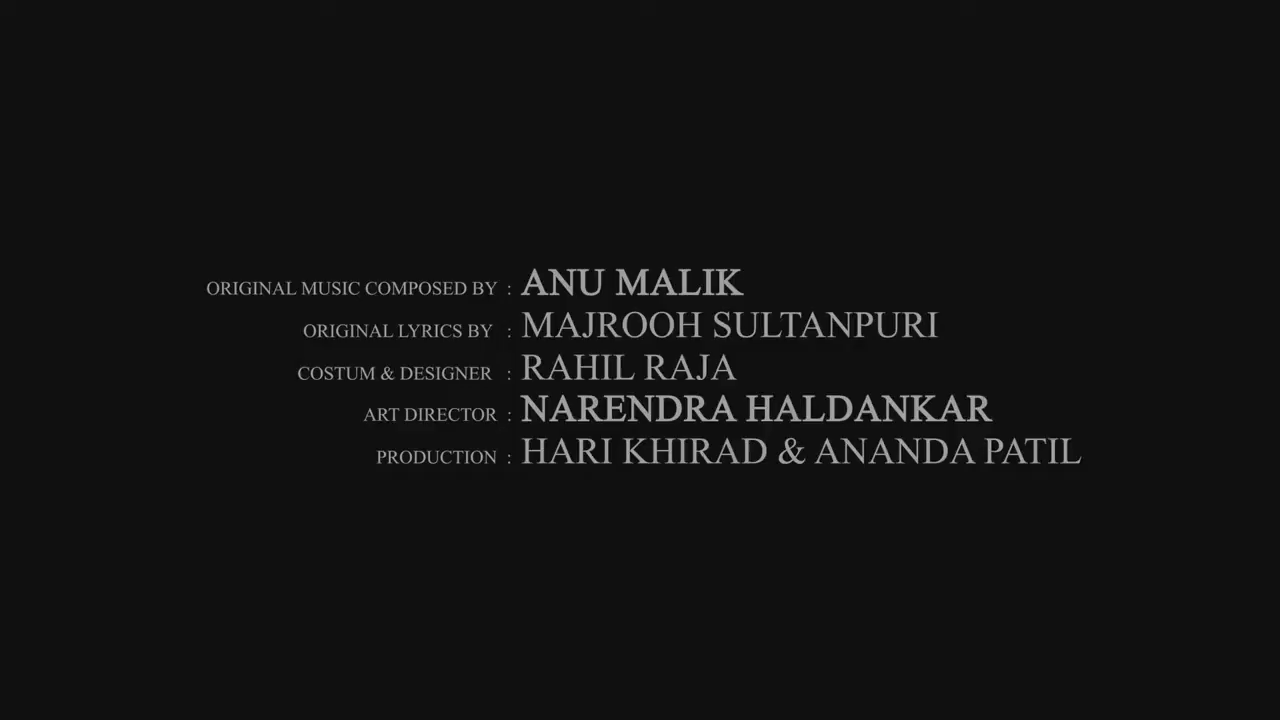 ORIGINAL MUSIC COMPOSED BY : ANU MALIK
ORIGINAL LYRICS BY : MAJROOH SULTANPURI
COSTUM & DESIGNER : RAHIL RAJA
ART DIRECTOR : NARENDRA HALDANKAR
PRODUCTION : HARI KHIRAD & ANANDA PATIL